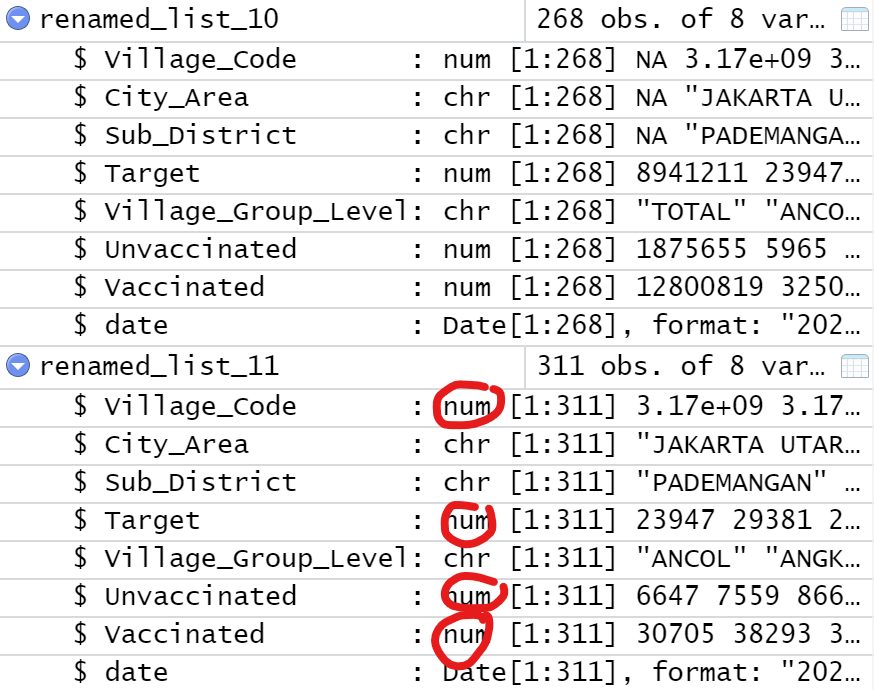 renamed_list_10 268 obs. of 8 var…
$ Village_Code : num [1:268] NA 3.17e+09 3…
$ City_Area : chr [1:268] NA "JAKARTA U…
$ Sub_District : chr [1:268] NA "PADEMANGA…
$ Target : num [1:268] 8941211 23947…
$ Village_Group_Level: chr [1:268] "TOTAL" "ANCO…
$ Unvaccinated : num [1:268] 1875655 5965 …
$ Vaccinated : num [1:268] 12800819 3250…
$ date : Date[1:268], format: "202…
renamed_list_11 311 obs. of 8 var…
$ Village_Code : num [1:311] 3.17e+09 3.17…
$ City_Area : chr [1:311] "JAKARTA UTAR…
$ Sub_District : chr [1:311] "PADEMANGAN" …
$ Target : num [1:311] 23947 29381 2…
$ Village_Group_Level: chr [1:311] "ANCOL" "ANGK…
$ Unvaccinated : num [1:311] 6647 7559 866…
$ Vaccinated : num [1:311] 30705 38293 3…
$ date : Date[1:311], format: "202…